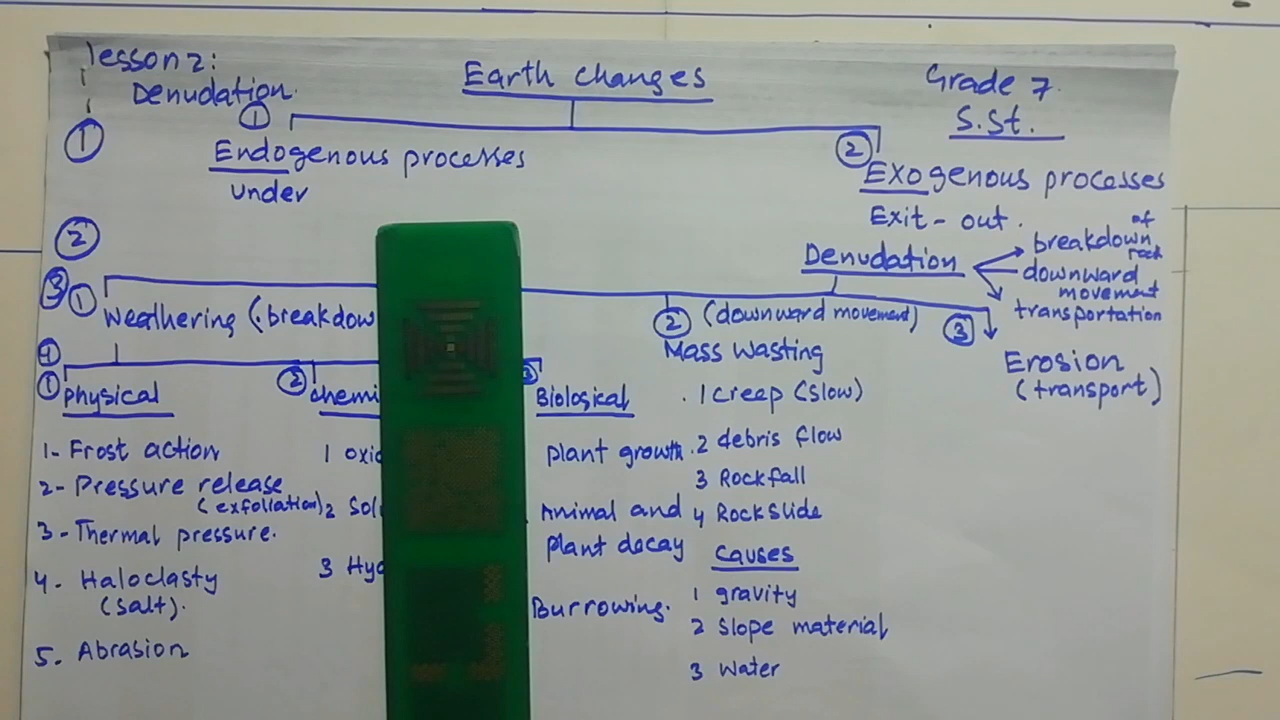 lesson 2:
Denudation.
Earth changes
Grade 7.
S.St.
1
1
Endogenous processes
under
2
Exogenous processes
Exit - out.
Denudation
breakdown of rock
downward movement
transportation
2
3
1
Weathering (
2
(downward movement)
Mass Wasting
3
Erosion
(transport)
4
1
Physical
1- Frost action
2- Pressure release
(exfoliation)
3- Thermal pressure.
4. Haloclasty
(salt).
5. Abrasion
2
1
2
3
3
Biological
plant growth.
Animal and
plant decay
Burrowing.
1 creep (slow)
2 debris flow
3 Rockfall
4 RockSlide
Causes
1 gravity
2 Slope material
3 Water